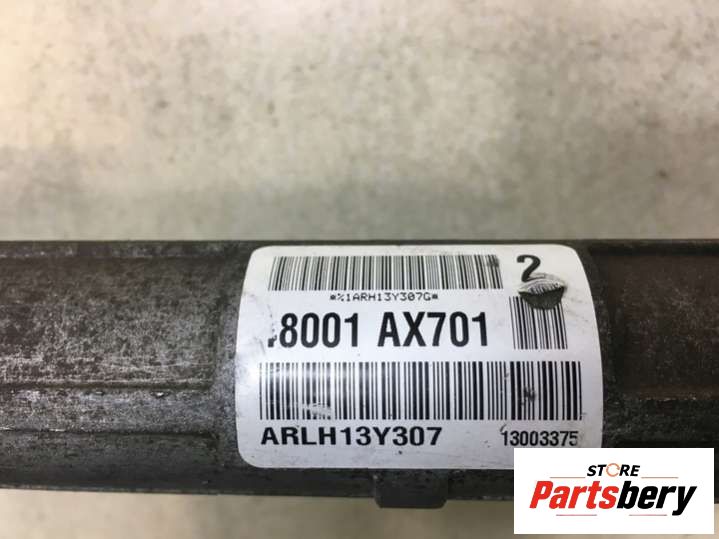 2
*%1ARH13Y307G*
8001 AX701
ARLH13Y307 13003375
STORE
Partsbery